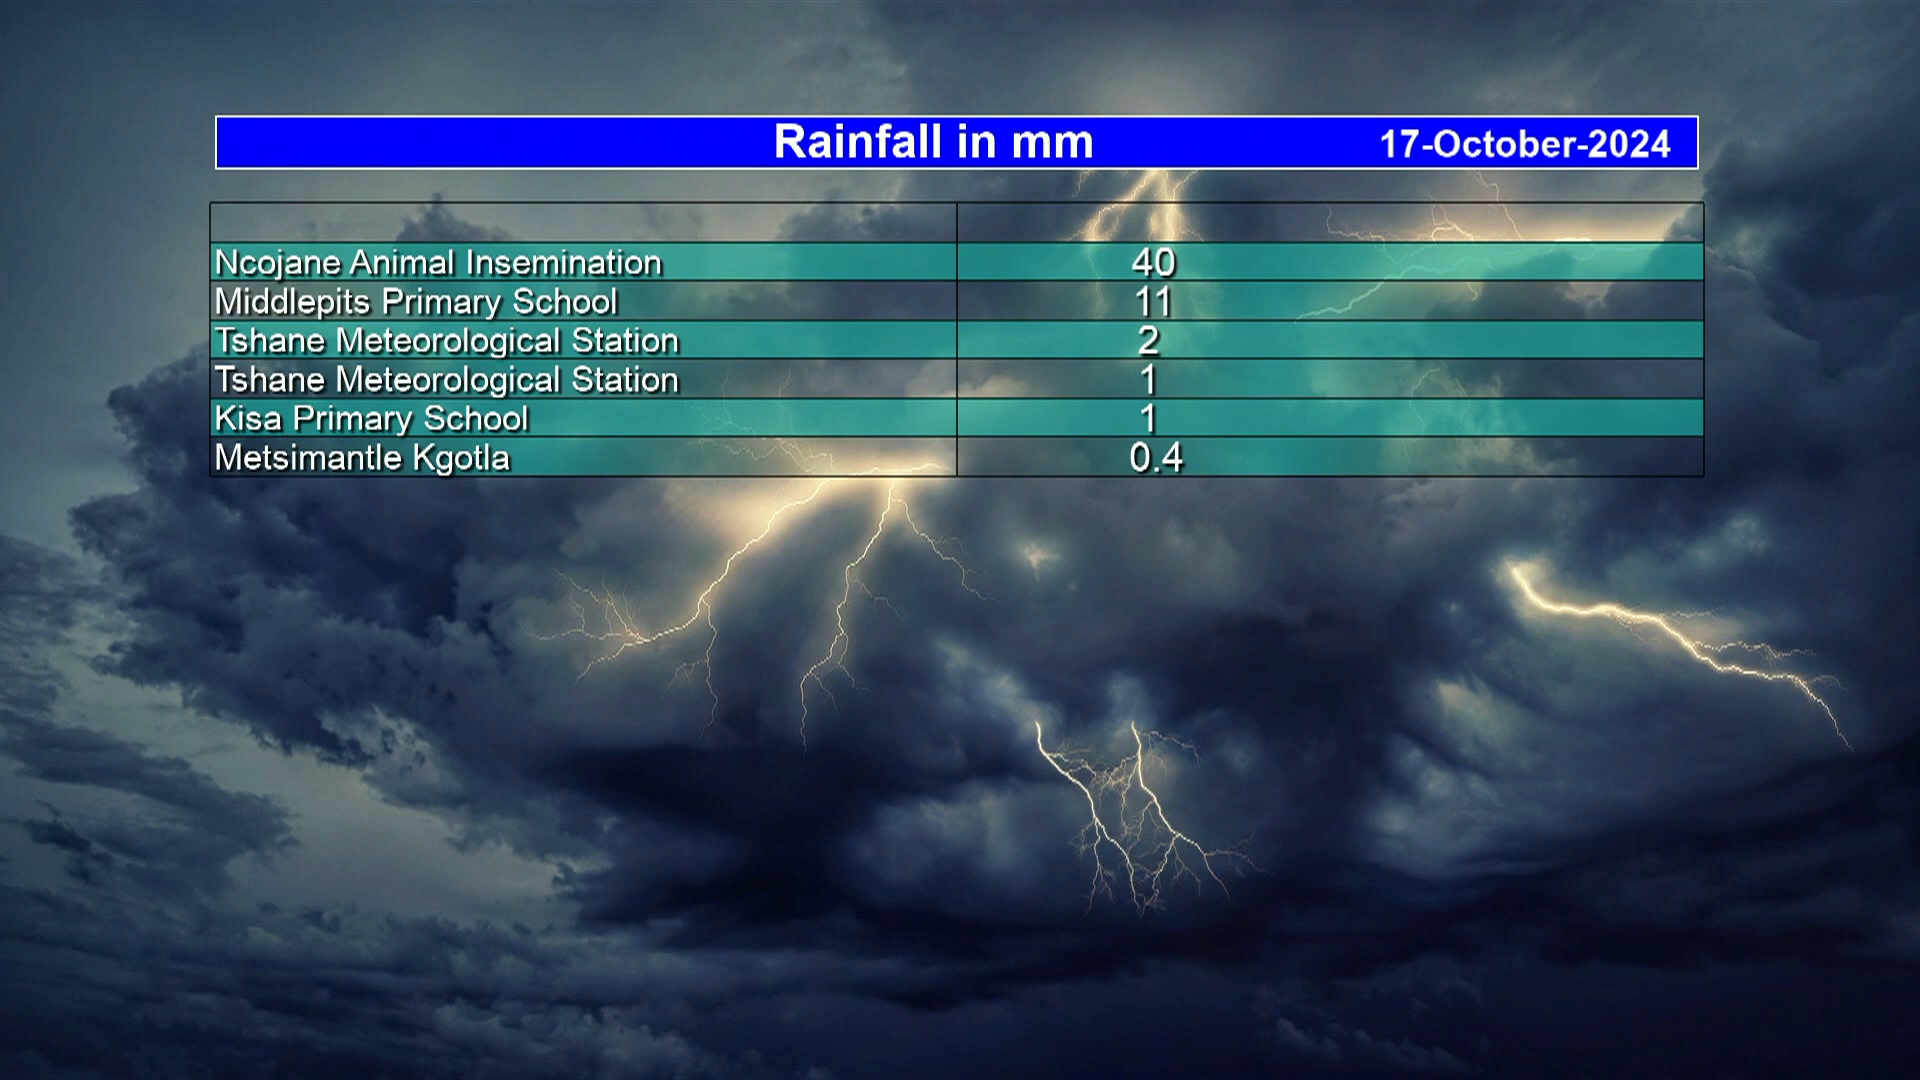 Rainfall in mm 17-October-2024
Ncojane Animal Insemination 40
Middlepits Primary School 11
Tshane Meteorological Station 2
Tshane Meteorological Station 1
Kisa Primary School 1
Metsimantle Kgotla 0.4